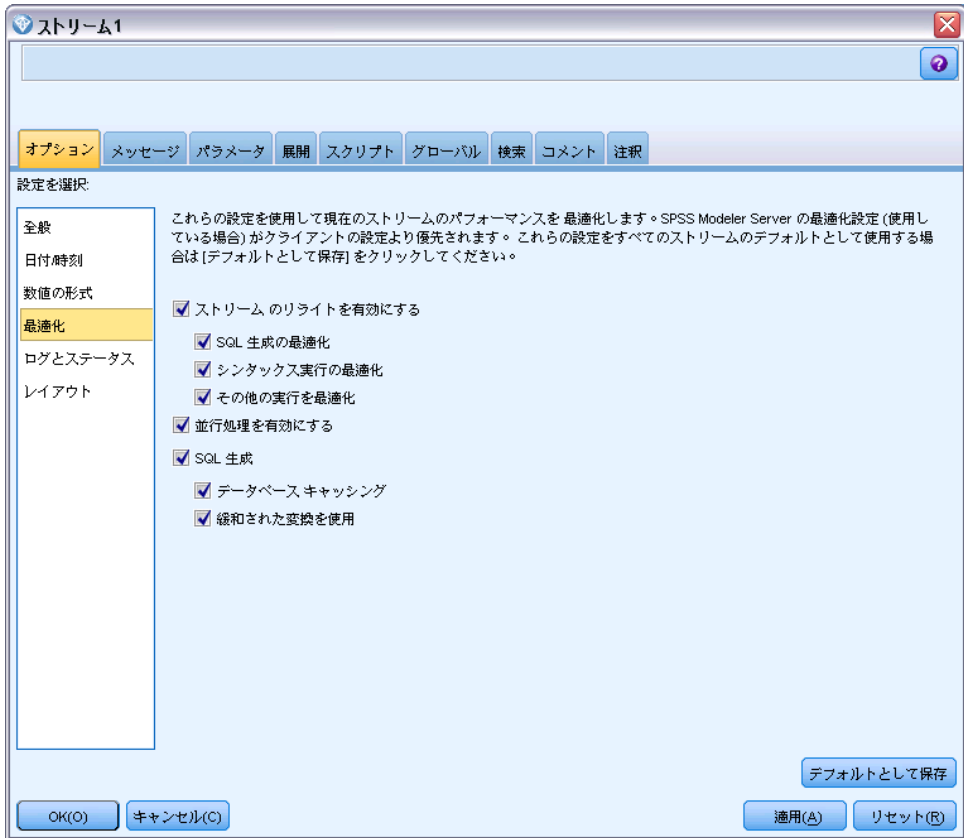 ストリーム1
オプション メッセージ パラメータ 展開 スクリプト グローバル 検索 コメント 注釈
設定を選択:
全般
日付/時刻
数値の形式
最適化
ログとステータス
レイアウト
これらの設定を使用して現在のストリームのパフォーマンスを 最適化します。SPSS Modeler Server の最適化設定 (使用し
ている場合) がクライアントの設定より優先されます。 これらの設定をすべてのストリームのデフォルトとして使用する場
合は [デフォルトとして保存] をクリックしてください。
ストリーム のリライトを有効にする
SQL 生成の最適化
シンタックス実行の最適化
その他の実行を最適化
並行処理を有効にする
SQL 生成
データベース キャッシング
緩和された変換を使用
デフォルトとして保存
OK(O) キャンセル(C) 適用(A) リセット(R)